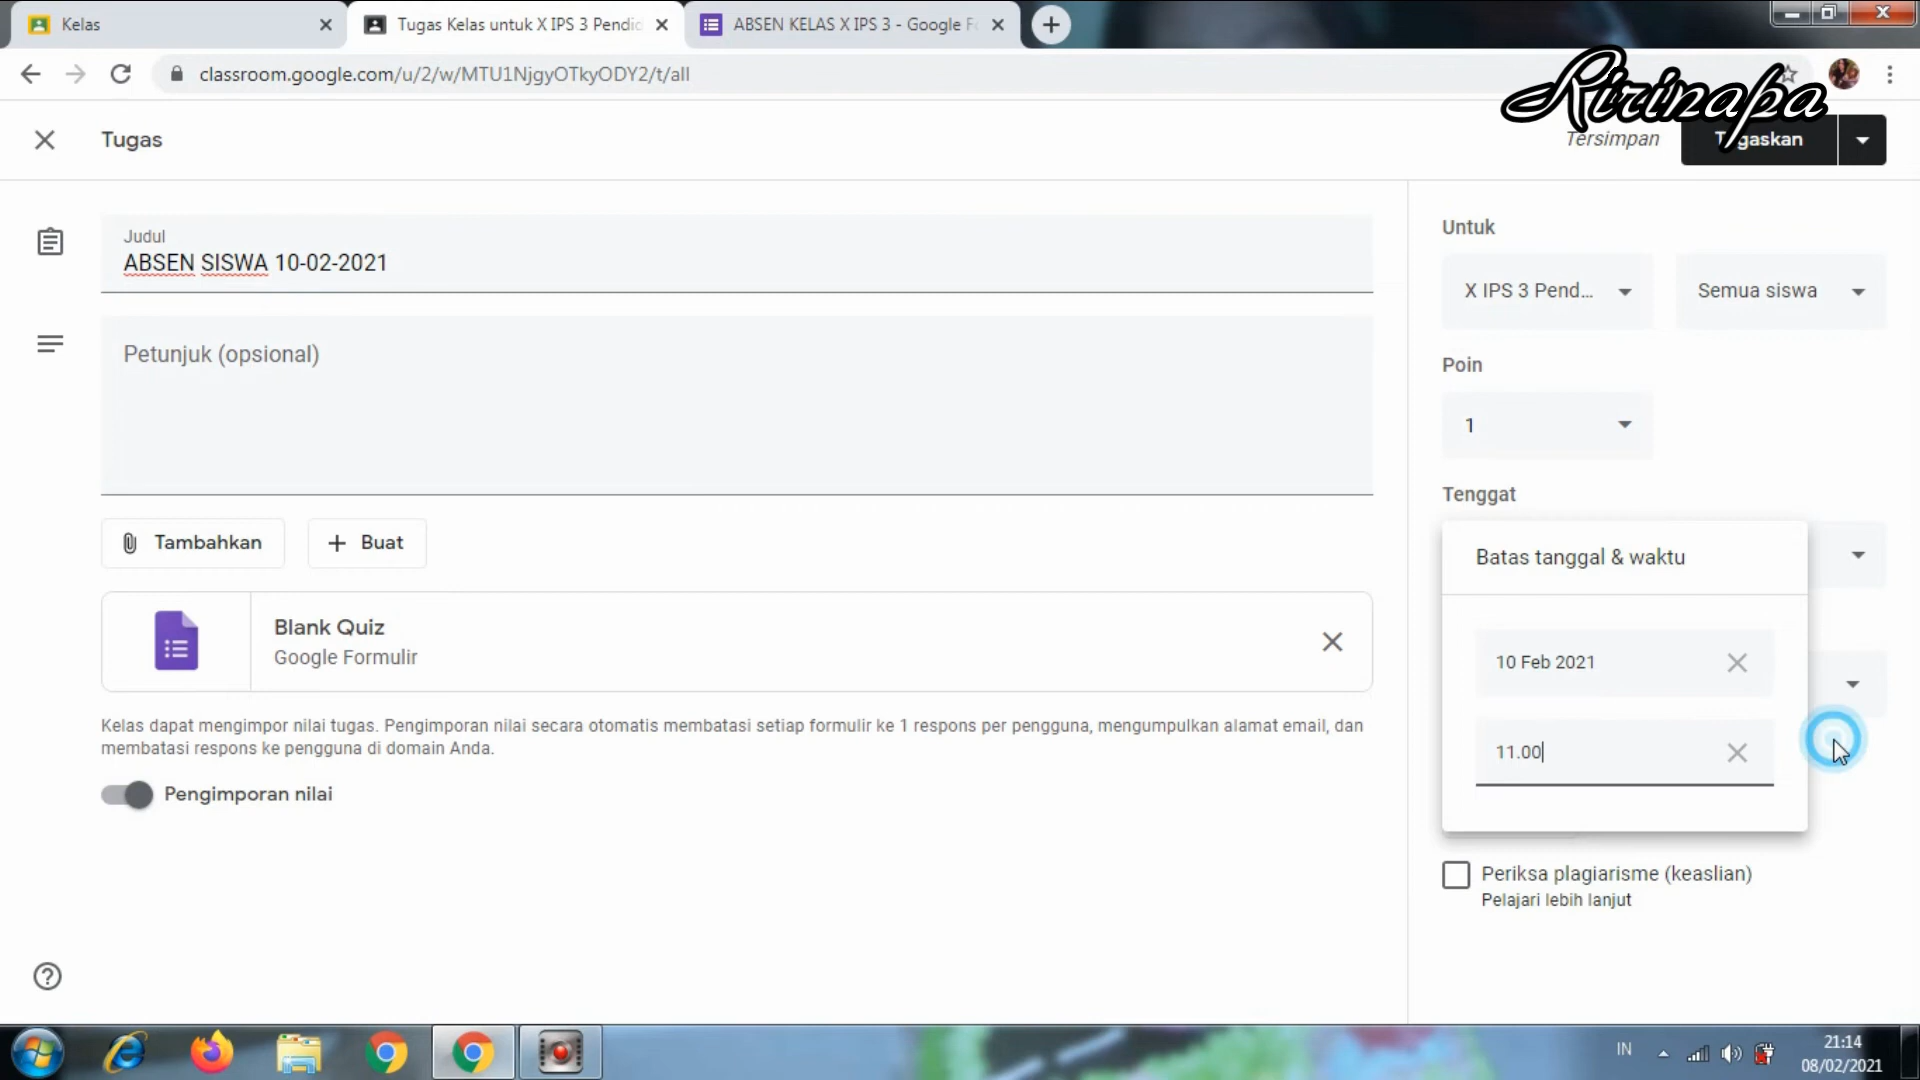 Kelas
Tugas Kelas untuk X IPS 3 Pendid
ABSEN KELAS X IPS 3 - Google Fo
classroom.google.com/u/2/w/MTU1NjgyOTkyODY2/t/all
Ririnapa
Tugas
Tersimpan
Tugaskan
Judul
ABSEN SISWA 10-02-2021
Petunjuk (opsional)
Tambahkan
Buat
Blank Quiz
Google Formulir
Kelas dapat mengimpor nilai tugas. Pengimporan nilai secara otomatis membatasi setiap formulir ke 1 respons per pengguna, mengumpulkan alamat email, dan
membatasi respons ke pengguna di domain Anda.
Pengimporan nilai
Untuk
X IPS 3 Pend...
Semua siswa
Poin
1
Tenggat
Batas tanggal & waktu
10 Feb 2021
11.00
Periksa plagiarisme (keaslian)
Pelajari lebih lanjut
IN
21:14
08/02/2021